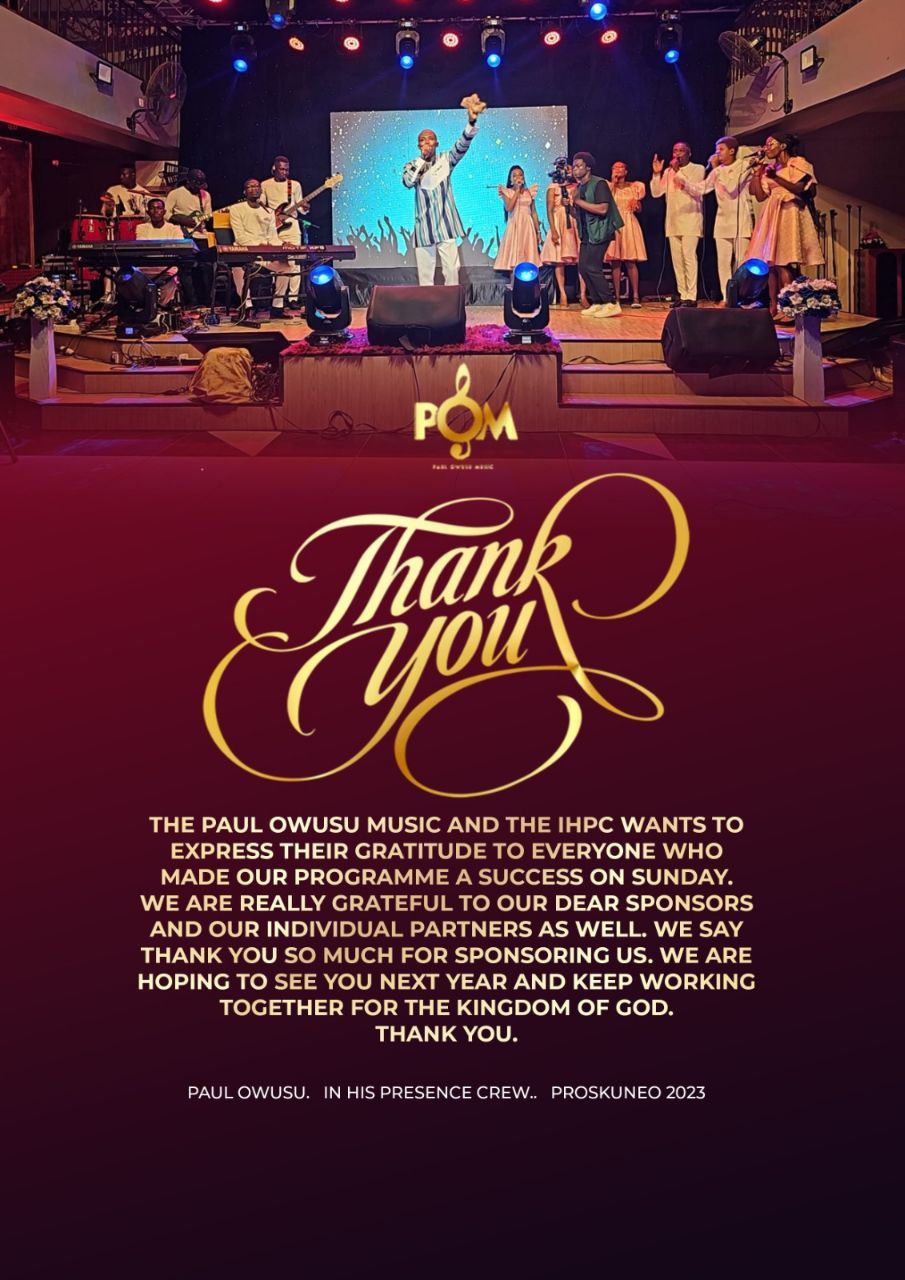 YAMAHA
YAMAHA
MOTIF XF8
POM
PAUL OWUSU MUSIC
Thank
you
THE PAUL OWUSU MUSIC AND THE IHPC WANTS TO
EXPRESS THEIR GRATITUDE TO EVERYONE WHO
MADE OUR PROGRAMME A SUCCESS ON SUNDAY.
WE ARE REALLY GRATEFUL TO OUR DEAR SPONSORS
AND OUR INDIVIDUAL PARTNERS AS WELL. WE SAY
THANK YOU SO MUCH FOR SPONSORING US. WE ARE
HOPING TO SEE YOU NEXT YEAR AND KEEP WORKING
TOGETHER FOR THE KINGDOM OF GOD.
THANK YOU.
PAUL OWUSU. IN HIS PRESENCE CREW.. PROSKUNEO 2023